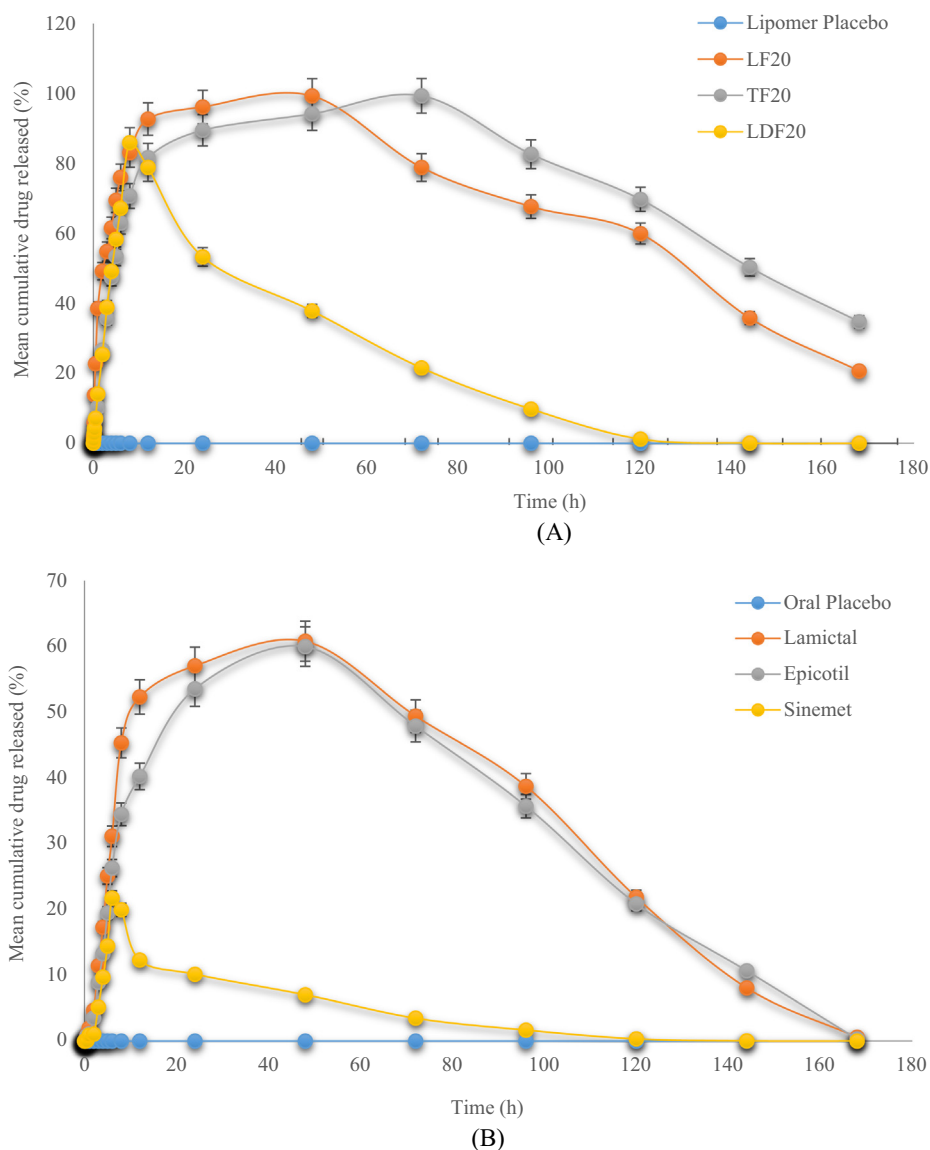 120
100
80
60
40
20
0
Mean cumulative drug released (%)
Lipomer Placebo
LF20
TF20
LDF20
0 20 40 60 80 100 120 140 160 180
Time (h)
(A)
70
60
50
40
30
20
10
0
Mean cumulative drug released (%)
Oral Placebo
Lamictal
Epicotil
Sinemet
0 20 40 60 80 100 120 140 160 180
Time (h)
(B)